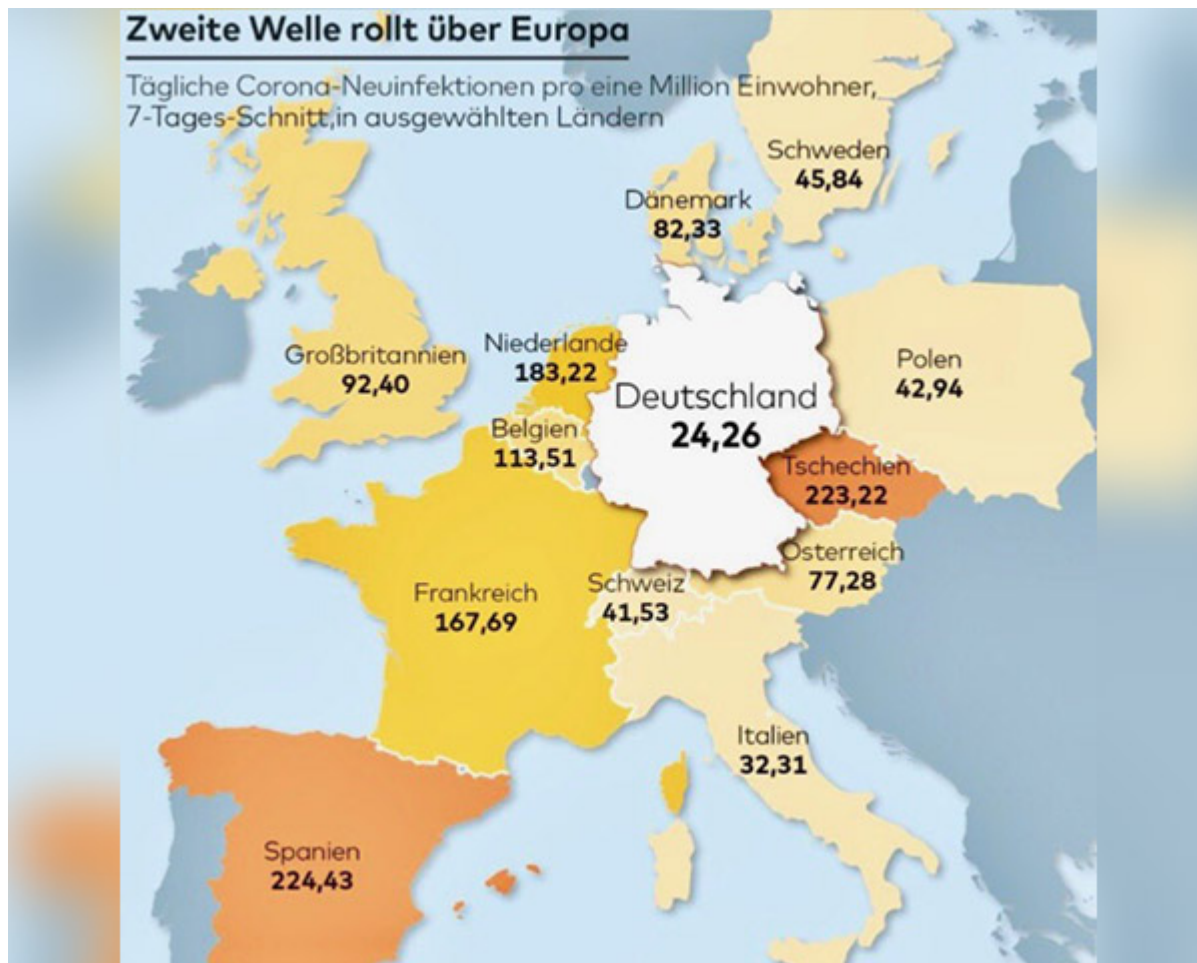 Zweite Welle rollt über Europa
Tägliche Corona-Neuinfektionen pro eine Million Einwohner,
7-Tages-Schnitt,in ausgewählten Ländern
Schweden
45,84
Dänemark
82,33
Großbritannien
92,40
Niederlande
183,22
Polen
42,94
Deutschland
24,26
Belgien
113,51
Tschechien
223,22
Österreich
77,28
Schweiz
41,53
Frankreich
167,69
Italien
32,31
Spanien
224,43